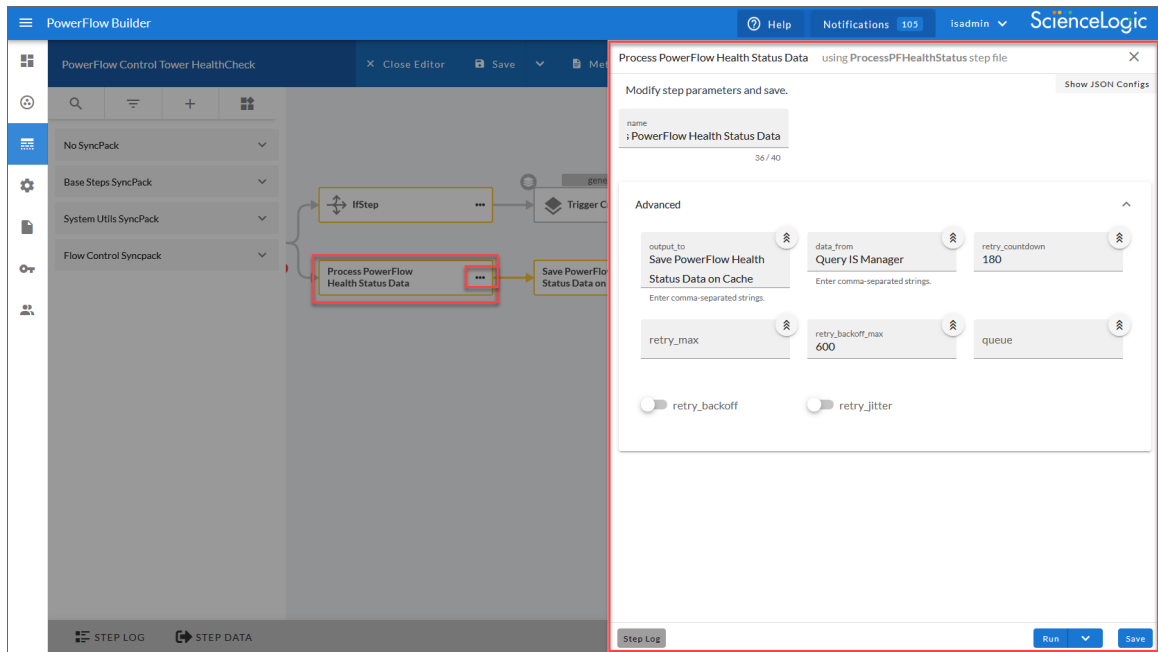 PowerFlow Builder
Help
Notifications 105
isadmin
ScienceLogic
PowerFlow Control Tower HealthCheck
Close Editor
Save
Met
Process PowerFlow Health Status Data using ProcessPFHealthStatus step file
Modify step parameters and save.
Show JSON Configs
name
PowerFlow Health Status Data
36 / 40
No SyncPack
Base Steps SyncPack
System Utils SyncPack
Flow Control Syncpack
gene
IfStep
Trigger C
Process PowerFlow
Health Status Data
Save PowerFlo
Status Data on
Advanced
output_to
Save PowerFlow Health
Status Data on Cache
Enter comma-separated strings.
data_from
Query IS Manager
Enter comma-separated strings.
retry_countdown
180
retry_max
retry_backoff_max
600
queue
retry_backoff
retry_jitter
STEP LOG
STEP DATA
Step Log
Run
Save